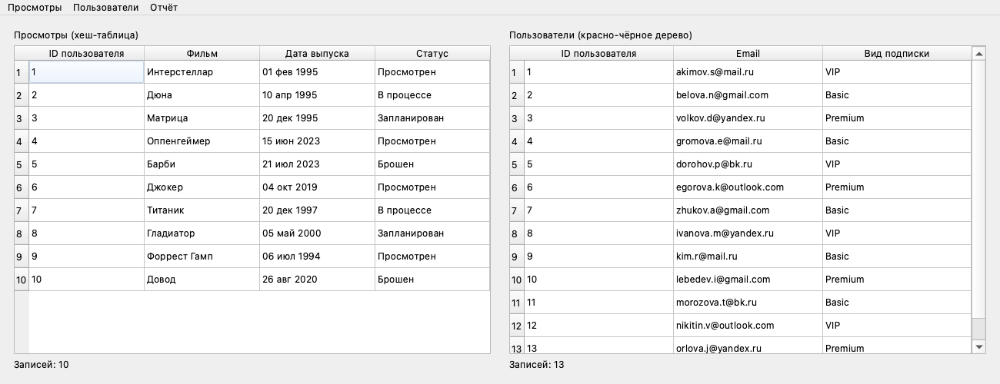 Просмотры Пользователи Отчёт
Просмотры (хеш-таблица)
ID пользователя Фильм Дата выпуска Статус
1 1 Интерстеллар 01 фев 1995 Просмотрен
2 2 Дюна 10 апр 1995 В процессе
3 3 Матрица 20 дек 1995 Запланирован
4 4 Оппенгеймер 15 июн 2023 Просмотрен
5 5 Барби 21 июл 2023 Брошен
6 6 Джокер 04 окт 2019 Просмотрен
7 7 Титаник 20 дек 1997 В процессе
8 8 Гладиатор 05 май 2000 Запланирован
9 9 Форрест Гамп 06 июл 1994 Просмотрен
10 10 Довод 26 авг 2020 Брошен
Записей: 10
Пользователи (красно-чёрное дерево)
ID пользователя Email Вид подписки
1 1 akimov.s@mail.ru VIP
2 2 belova.n@gmail.com Basic
3 3 volkov.d@yandex.ru Premium
4 4 gromova.e@mail.ru Basic
5 5 dorohov.p@bk.ru VIP
6 6 egorova.k@outlook.com Premium
7 7 zhukov.a@gmail.com Basic
8 8 ivanova.m@yandex.ru VIP
9 9 kim.r@mail.ru Basic
10 10 lebedev.i@gmail.com Premium
11 11 morozova.t@bk.ru Basic
12 12 nikitin.v@outlook.com VIP
13 13 orlova.j@yandex.ru Premium
Записей: 13